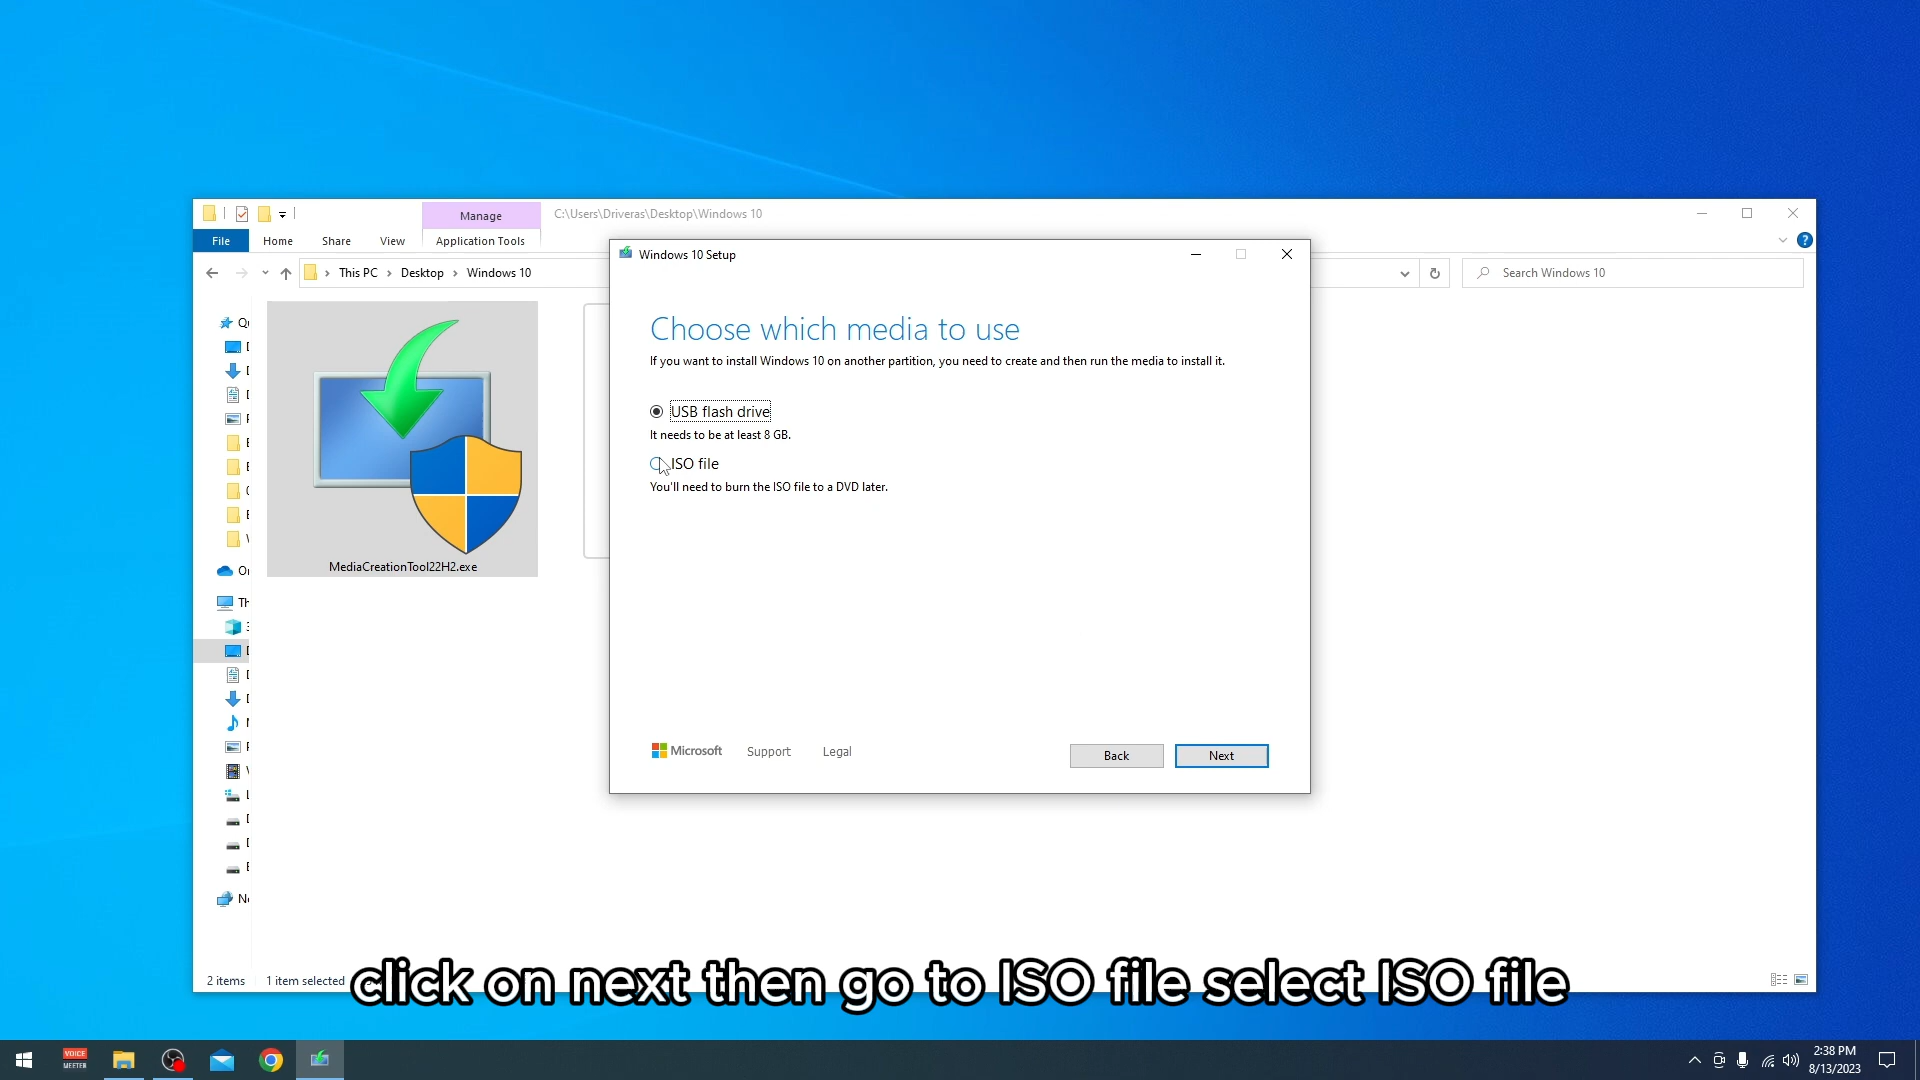 Manage
C:\Users\Driveras\Desktop\Windows 10
File
Home
Share
View
Application Tools
This PC
Desktop
Windows 10
Search Windows 10
MediaCreationTool22H2.exe
2 items
1 item selected
Windows 10 Setup
Choose which media to use
If you want to install Windows 10 on another partition, you need to create and then run the media to install it.
USB flash drive
It needs to be at least 8 GB.
ISO file
You'll need to burn the ISO file to a DVD later.
Microsoft
Support
Legal
Back
Next
click on next then go to ISO file select ISO file
VOICE
MEETER
2:38 PM
8/13/2023